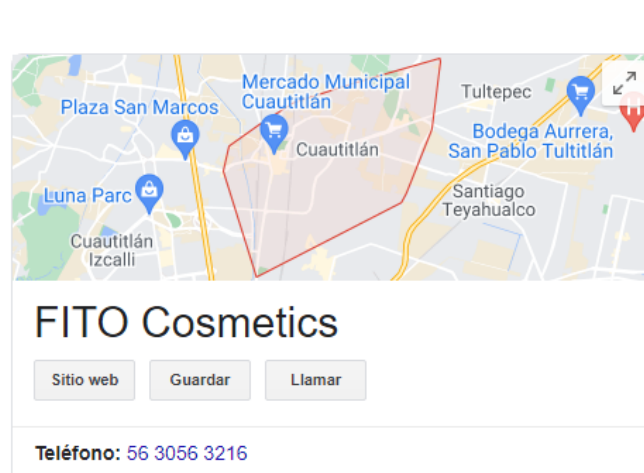 Mercado Municipal
Cuautitlán
Tultepec
Plaza San Marcos
Bodega Aurrera,
San Pablo Tultitlán
Cuautitlán
Luna Parc
Santiago
Teyahualco
Cuautitlán
Izcalli
H
FITO Cosmetics
Sitio web
Guardar
Llamar
Teléfono: 56 3056 3216